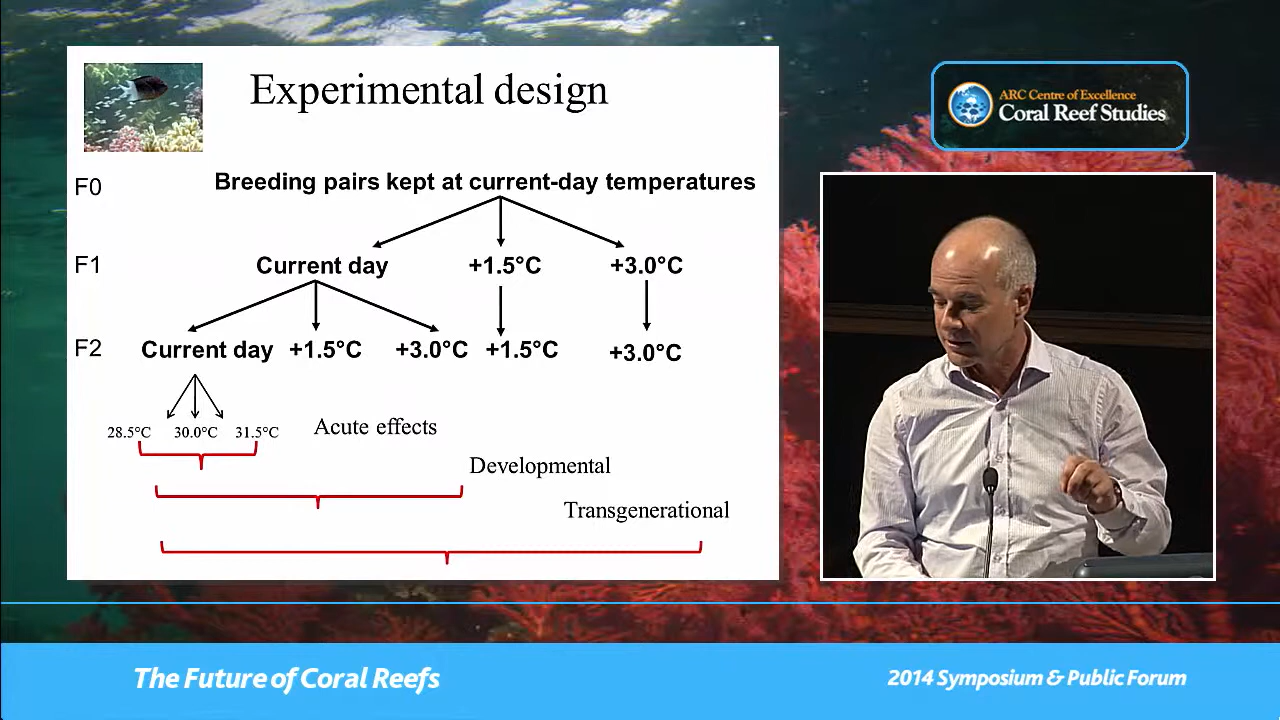 Experimental design
F0
Breeding pairs kept at current-day temperatures
F1
Current day
+1.5°C
+3.0°C
F2
Current day
+1.5°C
+3.0°C
+1.5°C
+3.0°C
28.5°C
30.0°C
31.5°C
Acute effects
Developmental
Transgenerational
ARC Centre of Excellence
Coral Reef Studies
The Future of Coral Reefs
2014 Symposium & Public Forum